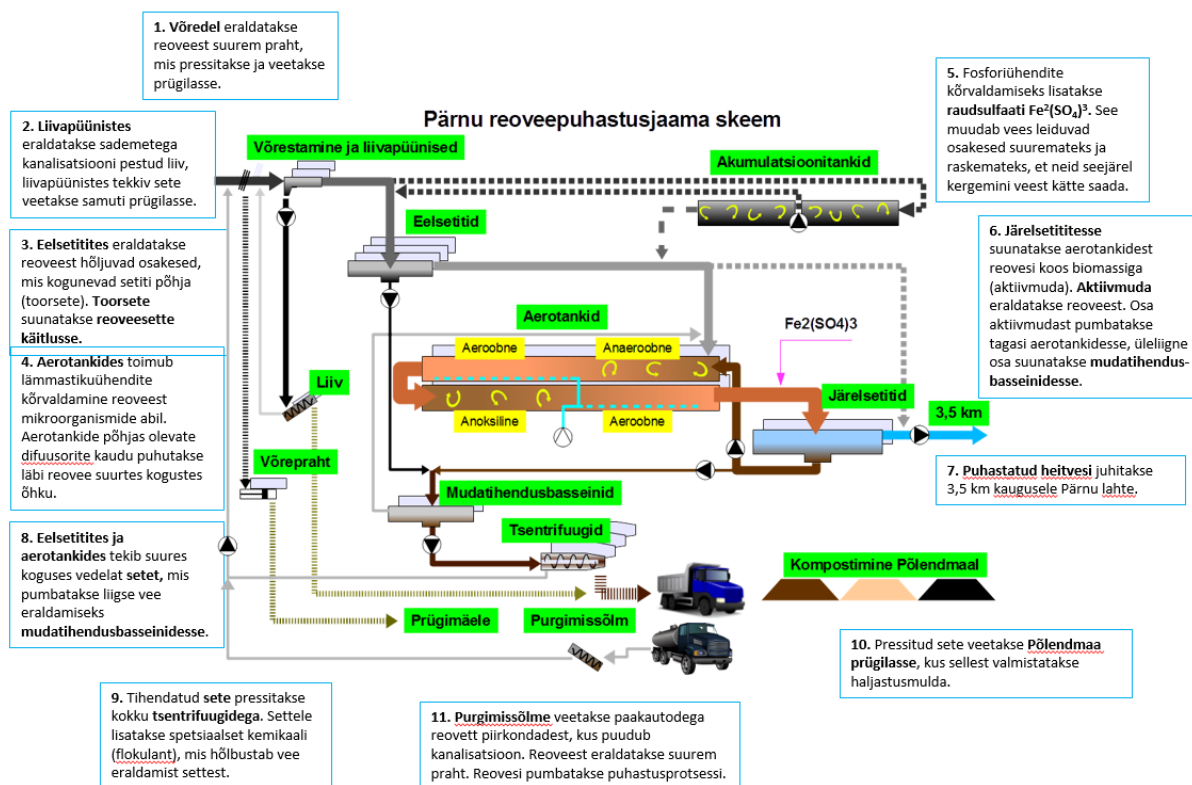 1. Võredel eraldatakse
reoveest suurem praht,
mis pressitakse ja veetakse
prügilasse.
2. Liivapüünistes
eraldatakse sademetega
kanalisatsiooni pestud liiv,
liivapüünistes tekkiv sete
veetakse samuti prügilasse.
3. Eelsetitites eraldatakse
reoveest hõljuvad osakesed,
mis kogunevad setiti põhja
(toorsete). Toorsete
suunatakse reoveesette
käitlusse.
4. Aerotankides toimub
lämmastikuühendite
kõrvaldamine reoveest
mikroorganismide abil.
Aerotankide põhjas olevate
difuusorite kaudu puhutakse
läbi reovee suurtes kogustes
õhku.
8. Eelsetitites ja
aerotankides tekib suures
koguses vedelat setet, mis
pumbatakse liigse vee
eraldamiseks
mudatihendusbasseinidesse.
Pärnu reoveepuhastusjaama skeem
Võrestamine ja liivapüünised
Akumulatsioonitankid
Eelsetitid
Aerotankid
Fe2(SO4)3
Aeroobne
Anaeroobne
Liiv
Järelsetitid
3,5 km
Anoksiline
Aeroobne
Võrepraht
Mudatihendusbasseinid
Tsentrifuugid
Kompostimine Põlendmaal
Prügimäele
Purgimissõlm
5. Fosforiühendite
kõrvaldamiseks lisatakse
raudsulfaati Fe²(SO₄)³. See
muudab vees leiduvad
osakesed suuremateks ja
raskemateks, et neid seejärel
kergemini veest kätte saada.
6. Järelsetititesse
suunatakse aerotankidest
reovesi koos biomassiga
(aktiivmuda). Aktiivmuda
eraldatakse reoveest. Osa
aktiivmudast pumbatakse
tagasi aerotankidesse, üleliigne
osa suunatakse mudatihendus-
basseinidesse.
7. Puhastatud heitvesi juhitakse
3,5 km kaugusele Pärnu lahte.
10. Pressitud sete veetakse Põlendmaa
prügilasse, kus sellest valmistatakse
haljastusmulda.
9. Tihendatud sete pressitakse
kokku tsentrifuugidega. Settele
lisatakse spetsiaalset kemikaali
(flokulant), mis hõlbustab vee
eraldamist settest.
11. Purgimissõlme veetakse paakautodega
reovett piirkondadest, kus puudub
kanalisatsioon. Reoveest eraldatakse suurem
praht. Reovesi pumbatakse puhastusprotsessi.